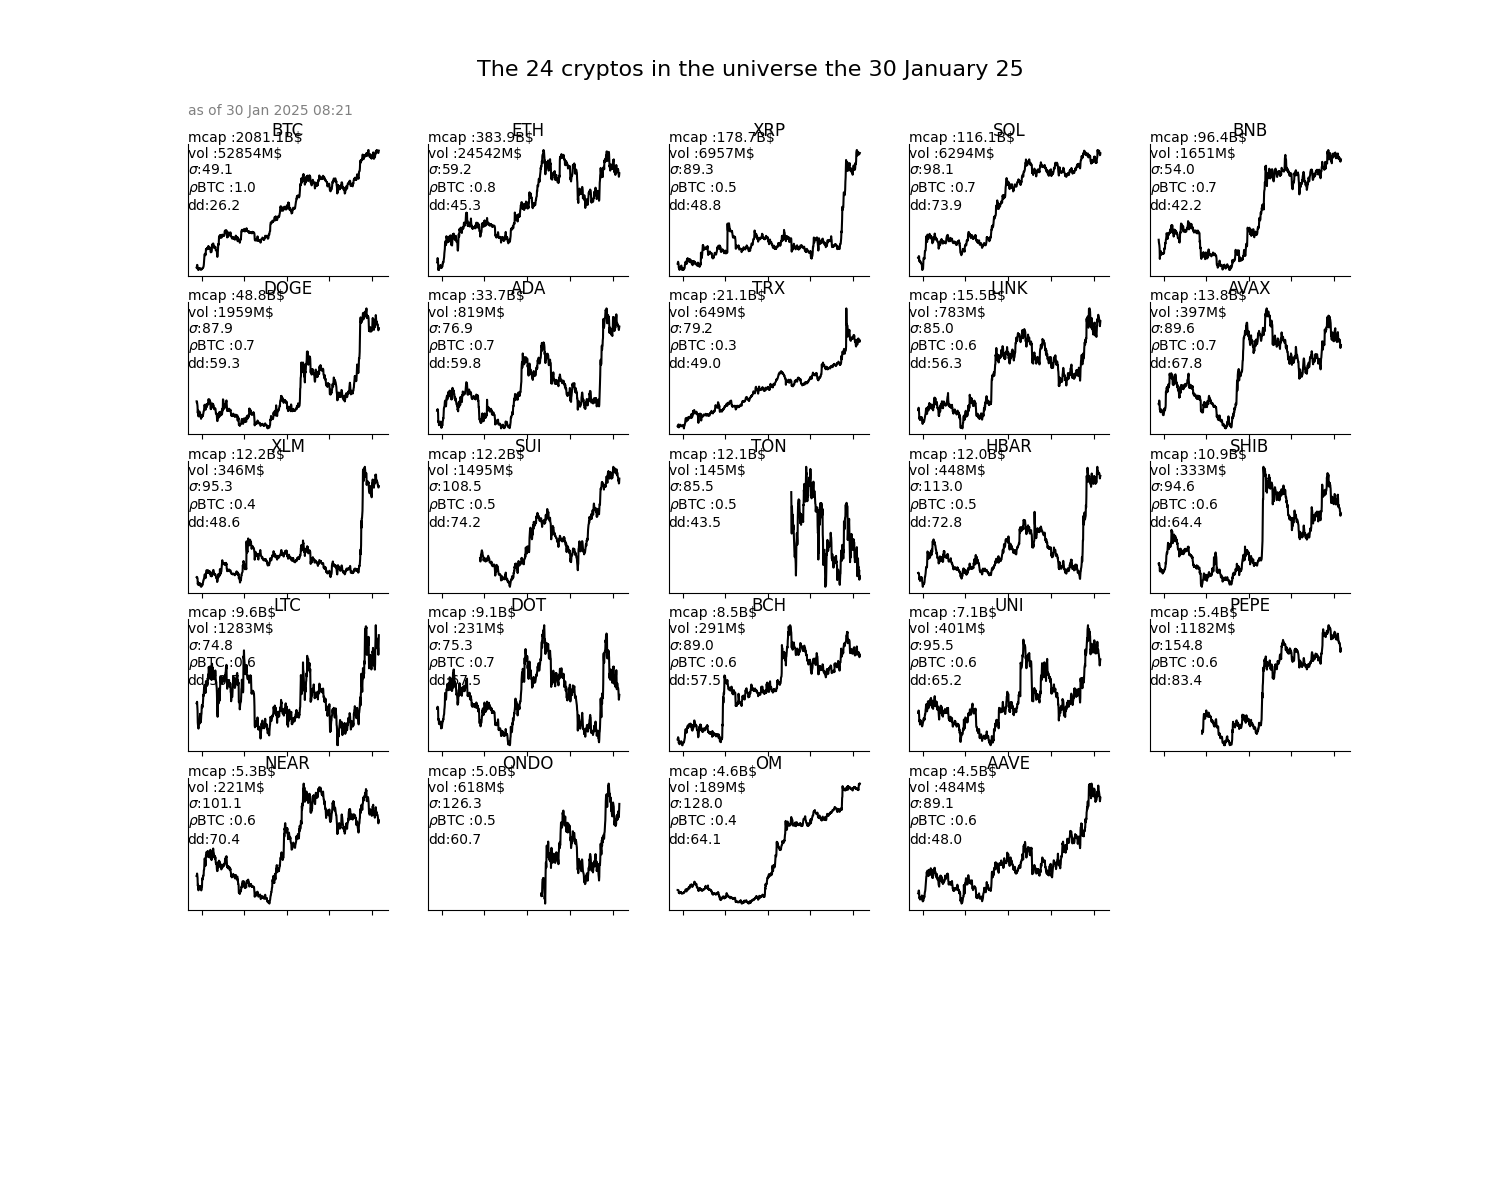 The 24 cryptos in the universe the 30 January 25
as of 30 Jan 2025 08:21
BTC
mcap :2081.1B$
vol :52854M$
σ:49.1
ρBTC :1.0
dd:26.2
ETH
mcap :383.9B$
vol :24542M$
σ:59.2
ρBTC :0.8
dd:45.3
XRP
mcap :178.7B$
vol :6957M$
σ:89.3
ρBTC :0.5
dd:48.8
SOL
mcap :116.1B$
vol :6294M$
σ:98.1
ρBTC :0.7
dd:73.9
BNB
mcap :96.4B$
vol :1651M$
σ:54.0
ρBTC :0.7
dd:42.2
DOGE
mcap :48.8B$
vol :1959M$
σ:87.9
ρBTC :0.7
dd:59.3
ADA
mcap :33.7B$
vol :819M$
σ:76.9
ρBTC :0.7
dd:59.8
TRX
mcap :21.1B$
vol :649M$
σ:79.2
ρBTC :0.3
dd:49.0
LINK
mcap :15.5B$
vol :783M$
σ:85.0
ρBTC :0.6
dd:56.3
AVAX
mcap :13.8B$
vol :397M$
σ:89.6
ρBTC :0.7
dd:67.8
XLM
mcap :12.2B$
vol :346M$
σ:95.3
ρBTC :0.4
dd:48.6
SUI
mcap :12.2B$
vol :1495M$
σ:108.5
ρBTC :0.5
dd:74.2
TON
mcap :12.1B$
vol :145M$
σ:85.5
ρBTC :0.5
dd:43.5
HBAR
mcap :12.0B$
vol :448M$
σ:113.0
ρBTC :0.5
dd:72.8
SHIB
mcap :10.9B$
vol :333M$
σ:94.6
ρBTC :0.6
dd:64.4
LTC
mcap :9.6B$
vol :1283M$
σ:74.8
ρBTC :0.6
DOT
mcap :9.1B$
vol :231M$
σ:75.3
ρBTC :0.7
dd:57.5
BCH
mcap :8.5B$
vol :291M$
σ:89.0
ρBTC :0.6
dd:57.5
UNI
mcap :7.1B$
vol :401M$
σ:95.5
ρBTC :0.6
dd:65.2
PEPE
mcap :5.4B$
vol :1182M$
σ:154.8
ρBTC :0.6
dd:83.4
NEAR
mcap :5.3B$
vol :221M$
σ:101.1
ρBTC :0.6
dd:70.4
ONDO
mcap :5.0B$
vol :618M$
σ:126.3
ρBTC :0.5
dd:60.7
OM
mcap :4.6B$
vol :189M$
σ:128.0
ρBTC :0.4
dd:64.1
AAVE
mcap :4.5B$
vol :484M$
σ:89.1
ρBTC :0.6
dd:48.0